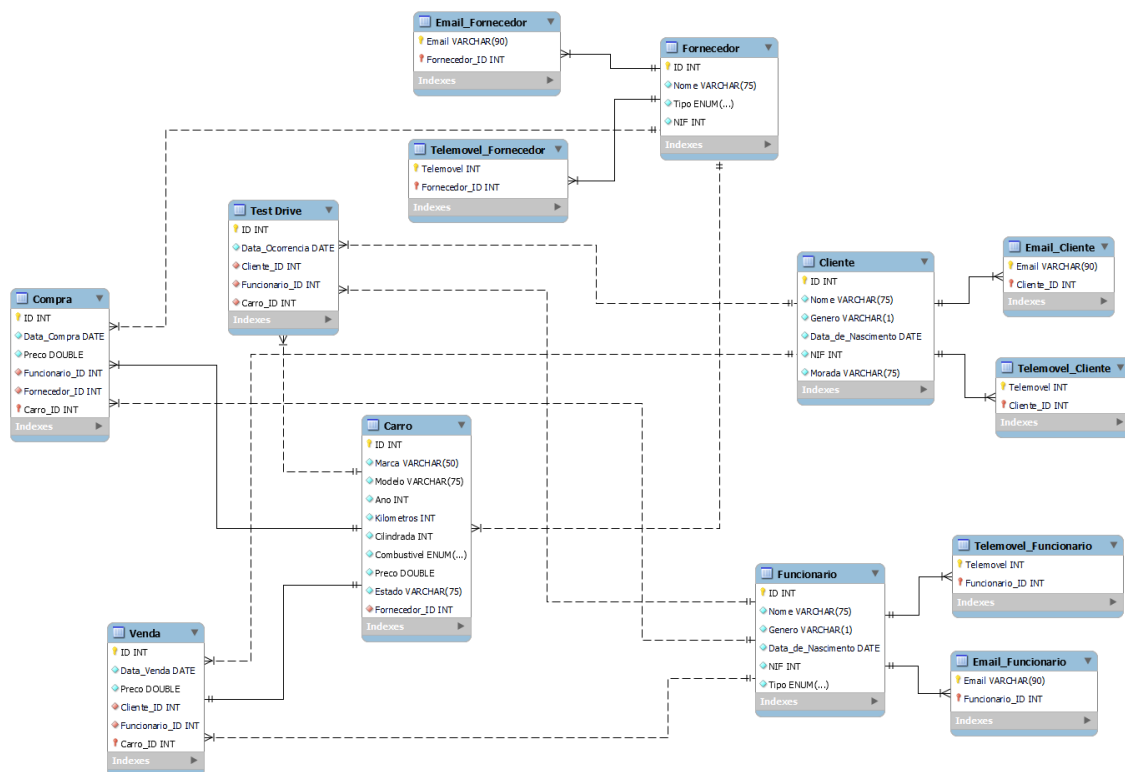 Email_Fornecedor
Email VARCHAR(90)
Fornecedor_ID INT
Indexes
Fornecedor
ID INT
Nome VARCHAR(75)
Tipo ENUM(...)
NIF INT
Indexes
Telemovel_Fornecedor
Telemovel INT
Fornecedor_ID INT
Indexes
Test Drive
ID INT
Data_Ocorrencia DATE
Cliente_ID INT
Funcionario_ID INT
Carro_ID INT
Indexes
Cliente
ID INT
Nome VARCHAR(75)
Genero VARCHAR(1)
Data_de_Nascimento DATE
NIF INT
Morada VARCHAR(75)
Indexes
Email_Cliente
Email VARCHAR(90)
Cliente_ID INT
Indexes
Telemovel_Cliente
Telemovel INT
Cliente_ID INT
Indexes
Compra
ID INT
Data_Compra DATE
Preco DOUBLE
Funcionario_ID INT
Fornecedor_ID INT
Carro_ID INT
Indexes
Carro
ID INT
Marca VARCHAR(50)
Modelo VARCHAR(75)
Ano INT
Kilometros INT
Cilindrada INT
Combustivel ENUM(...)
Preco DOUBLE
Estado VARCHAR(75)
Fornecedor_ID INT
Indexes
Telemovel_Funcionario
Telemovel INT
Funcionario_ID INT
Indexes
Funcionario
ID INT
Nome VARCHAR(75)
Genero VARCHAR(1)
Data_de_Nascimento DATE
NIF INT
Tipo ENUM(...)
Indexes
Email_Funcionario
Email VARCHAR(90)
Funcionario_ID INT
Indexes
Venda
ID INT
Data_Venda DATE
Preco DOUBLE
Cliente_ID INT
Funcionario_ID INT
Carro_ID INT
Indexes